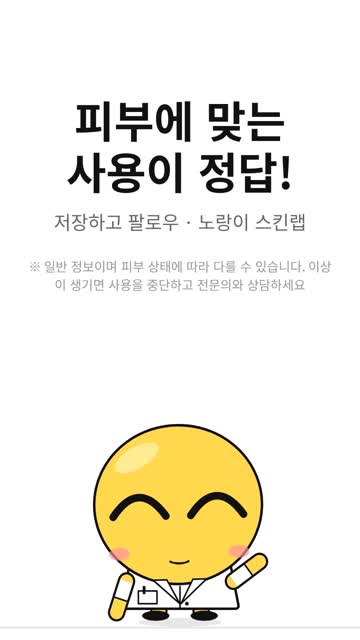 피부에 맞는
사용이 정답!
저장하고 팔로우 · 노랑이 스킨랩
※ 일반 정보이며 피부 상태에 따라 다를 수 있습니다. 이상
이 생기면 사용을 중단하고 전문의와 상담하세요